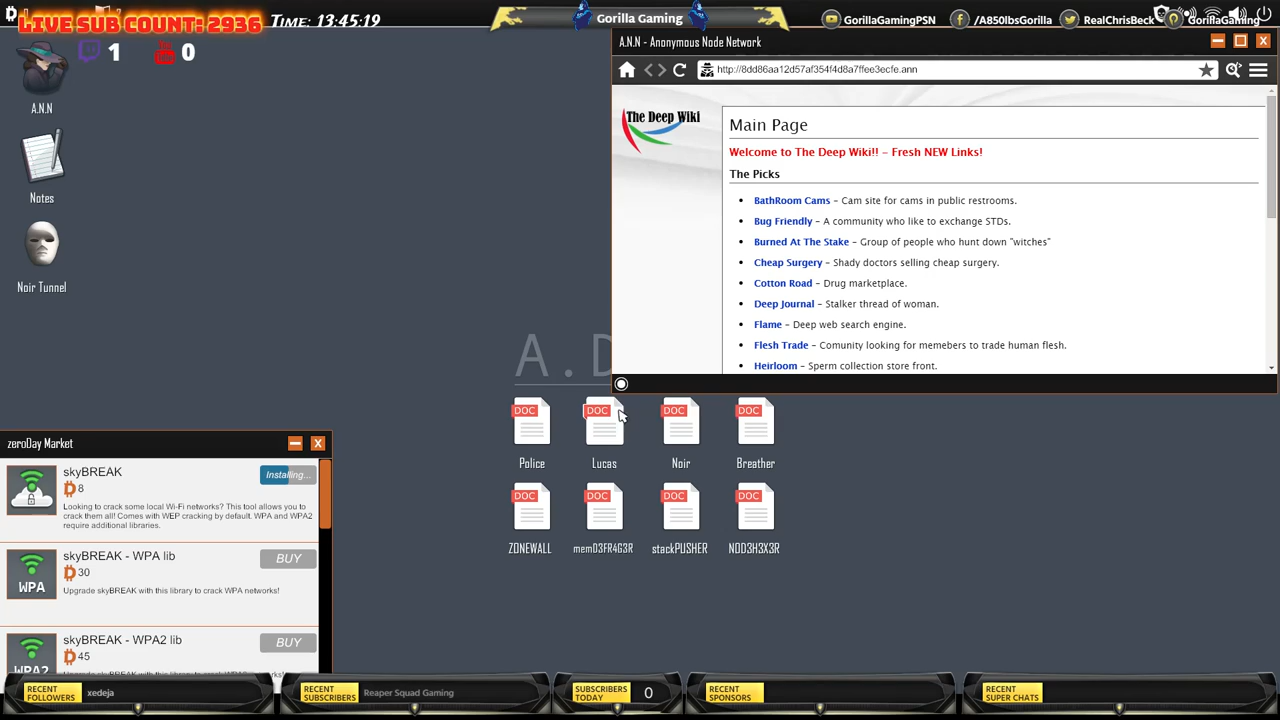 LIVE SUB COUNT: 2936
TIME: 13:45:19
Gorilla Gaming
GorillaGamingPSN
/A850lbsGorilla
RealChrisBeck
GorillaGaming
1
0
A.N.N
Notes
Noir Tunnel
A.N.N - Anonymous Node Network
http://8dd86aa12d57af354f4d8a7ffee3ecfe.ann
The Deep Wiki
Main Page
Welcome to The Deep Wiki!! - Fresh NEW Links!
The Picks
BathRoom Cams - Cam site for cams in public restrooms.
Bug Friendly - A community who like to exchange STDs.
Burned At The Stake - Group of people who hunt down "witches"
Cheap Surgery - Shady doctors selling cheap surgery.
Cotton Road - Drug marketplace.
Deep Journal - Stalker thread of woman.
Flame - Deep web search engine.
Flesh Trade - Comunity looking for memebers to trade human flesh.
Heirloom - Sperm collection store front.
A.D
DOC
DOC
DOC
DOC
Police
Lucas
Noir
Breather
DOC
DOC
DOC
DOC
ZONEWALL
memD3FR4G3R
stackPUSHER
NOD3H3X3R
zeroDay Market
skyBREAK
Installing...
8
Looking to crack some local Wi-Fi networks? This tool allows you to
crack them all! Comes with WEP cracking by default. WPA and WPA2
require additional libraries.
skyBREAK - WPA lib
BUY
30
WPA
Upgrade skyBREAK with this library to crack WPA networks!
skyBREAK - WPA2 lib
BUY
45
WPA2
RECENT
FOLLOWERS
xedeja
RECENT
SUBSCRIBERS
Reaper Squad Gaming
SUBSCRIBERS
TODAY
0
RECENT
SPONSORS
RECENT
SUPER CHATS